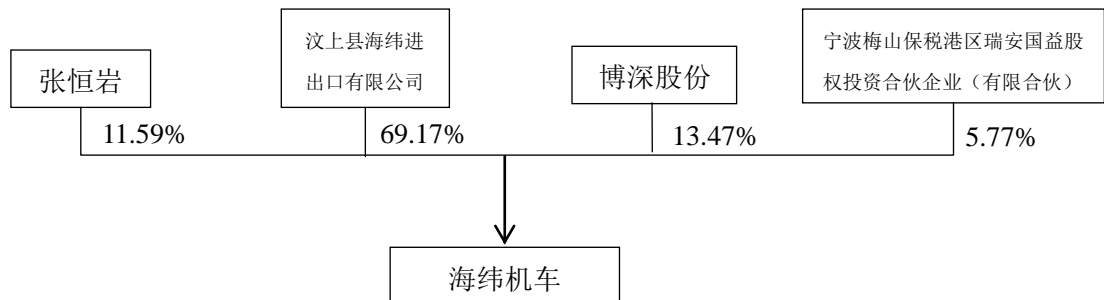 张恒岩
汶上县海纬进
出口有限公司
博深股份
宁波梅山保税港区瑞安国益股
权投资合伙企业（有限合伙）
11.59%
69.17%
13.47%
5.77%
海纬机车